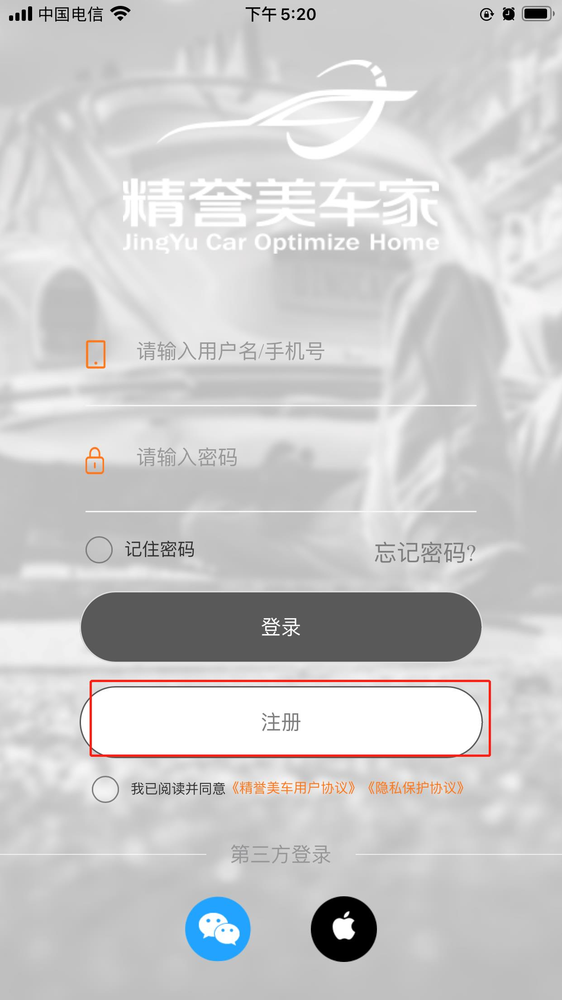 中国电信 下午 5:20
精誉美车家
JingYu Car Optimize Home
请输入用户名/手机号
请输入密码
记住密码 忘记密码?
登录
注册
我已阅读并同意《精誉美车用户协议》《隐私保护协议》
第三方登录